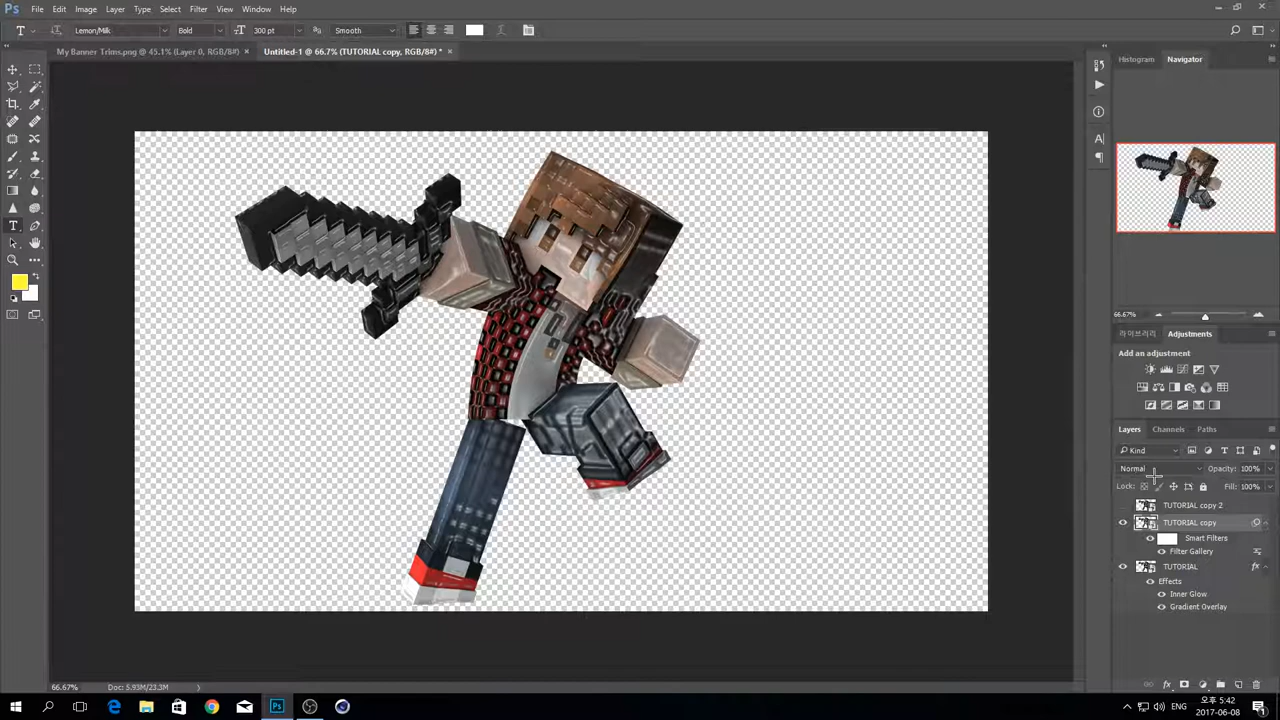 Ps File Edit Image Layer Type Select Filter View Window Help
T Lemon/Milk Bold 300 pt Smooth
My Banner Trims.png @ 45.1% (Layer 0, RGB/8#) × Untitled-1 @ 66.7% (TUTORIAL copy, RGB/8#) * ×
Histogram Navigator
66.67%
라이브러리 Adjustments
Add an adjustment
Layers Channels Paths
Kind
Normal Opacity: 100%
Lock: Fill: 100%
TUTORIAL copy 2
TUTORIAL copy
Smart Filters
Filter Gallery
TUTORIAL fx
Effects
Inner Glow
Gradient Overlay
66.67% Doc: 5.93M/23.3M
ENG 오후 5:42
2017-06-08